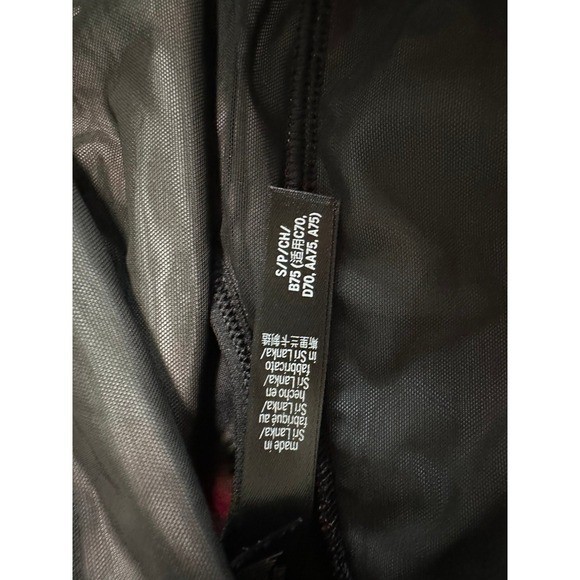 S/P/CH/
B75 (适用C70,
D70, AA75, A75)
made in
Sri Lanka/
fabriqué au
Sri Lanka/
hecho en
Sri Lanka/
fabbricato
in Sri Lanka/
斯里兰卡制造